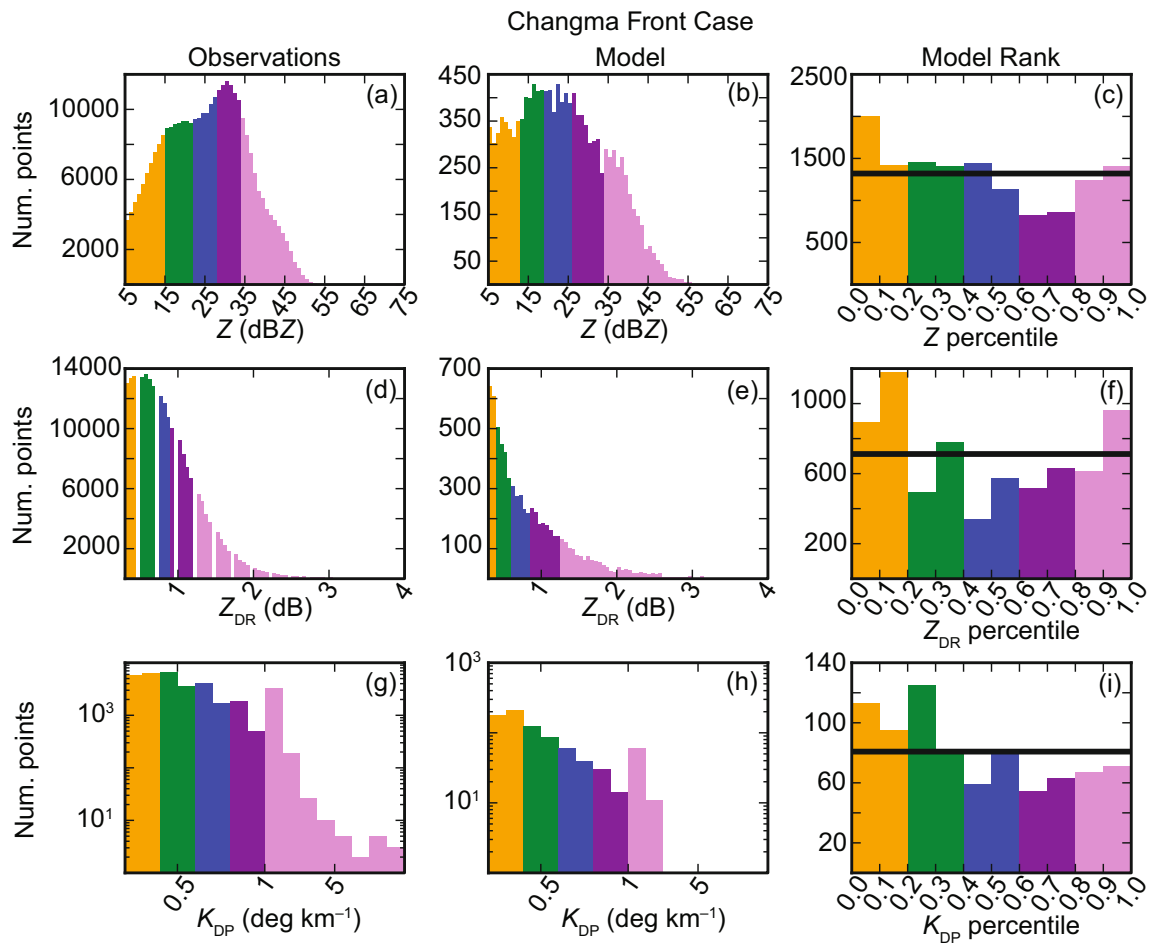 Changma Front Case
Observations
Model
Model Rank
(a)
10000
6000
2000
Num. points
5 15 25 35 45 55 65 75
Z (dBZ)
(b)
450
350
250
150
50
5 15 25 35 45 55 65 75
Z (dBZ)
(c)
2500
1500
500
0.0 0.1 0.2 0.3 0.4 0.5 0.6 0.7 0.8 0.9 1.0
Z percentile
(d)
14000
10000
6000
2000
Num. points
1 2 3 4
ZDR (dB)
(e)
700
500
300
100
1 2 3 4
ZDR (dB)
(f)
1000
600
200
0.0 0.1 0.2 0.3 0.4 0.5 0.6 0.7 0.8 0.9 1.0
ZDR percentile
(g)
10³
10¹
Num. points
0.5 1 5
KDP (deg km⁻¹)
(h)
10³
10¹
0.5 1 5
KDP (deg km⁻¹)
(i)
140
100
60
20
0.0 0.1 0.2 0.3 0.4 0.5 0.6 0.7 0.8 0.9 1.0
KDP percentile